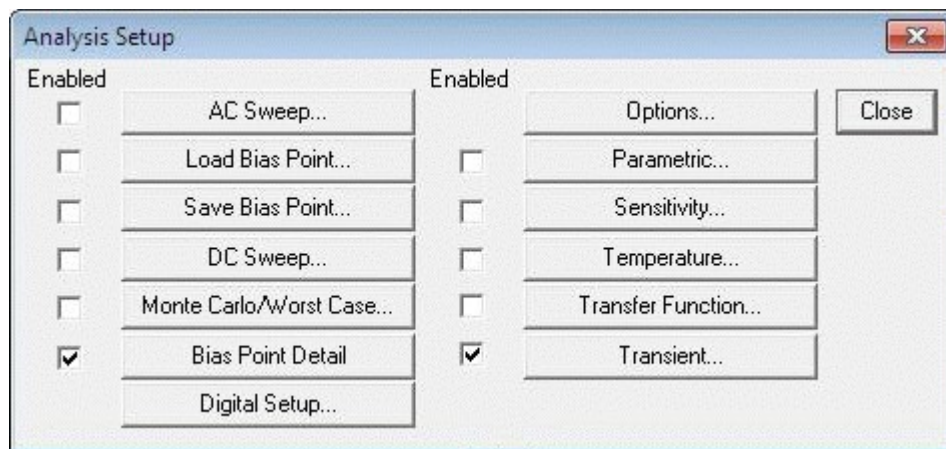 Analysis Setup
Enabled
AC Sweep...
Load Bias Point...
Save Bias Point...
DC Sweep...
Monte Carlo/Worst Case...
Bias Point Detail
Digital Setup...
Enabled
Options...
Parametric...
Sensitivity...
Temperature...
Transfer Function...
Transient...
Close